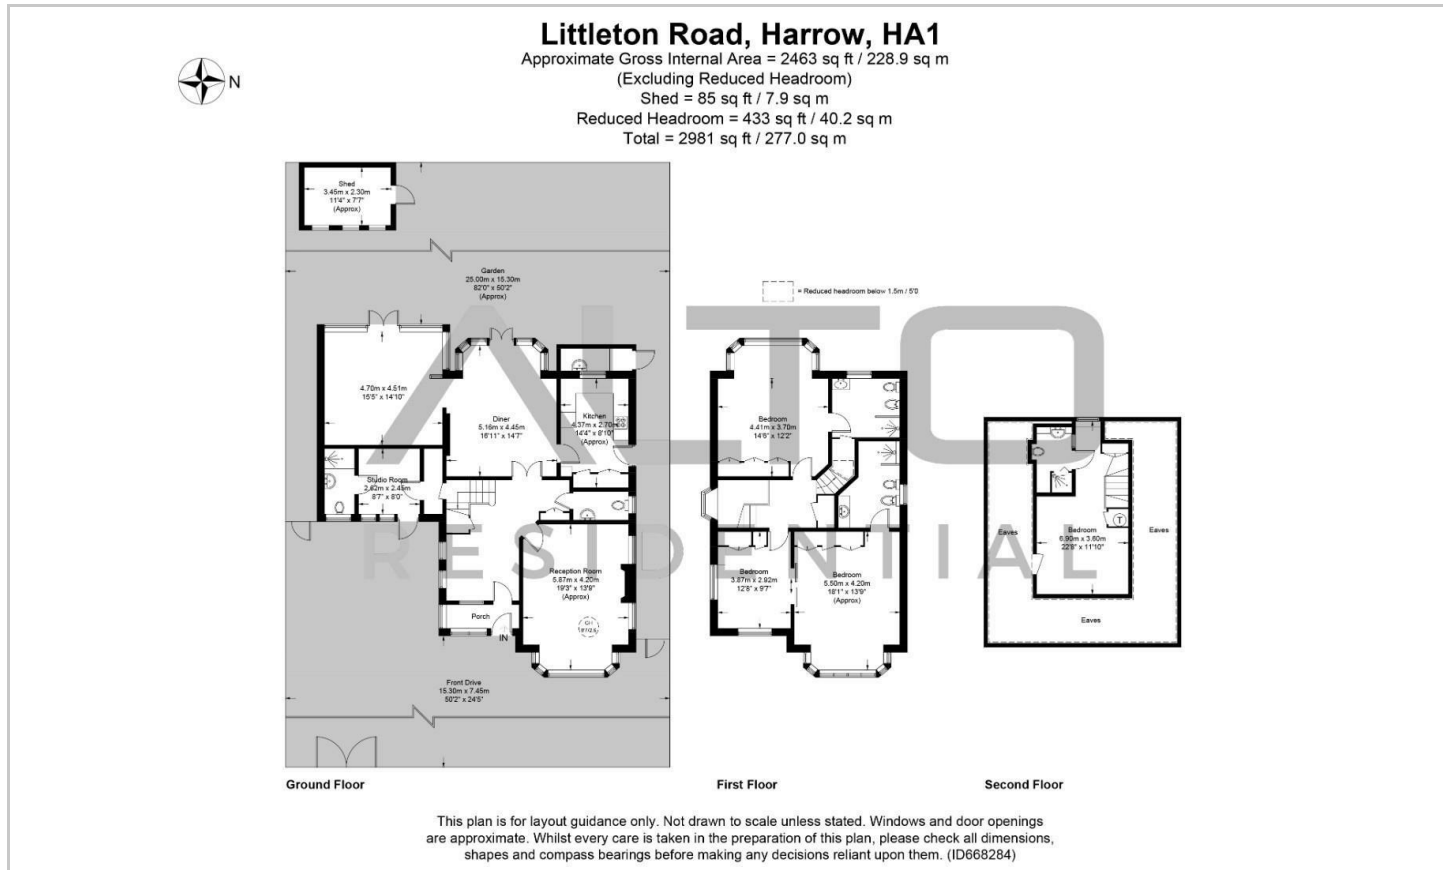 Littleton Road, Harrow, HA1
Approximate Gross Internal Area = 2463 sq ft / 228.9 sq m
(Excluding Reduced Headroom)
Shed = 85 sq ft / 7.9 sq m
Reduced Headroom = 433 sq ft / 40.2 sq m
Total = 2981 sq ft / 277.0 sq m
N
Shed
3.45m x 2.30m
11'4" x 7'7"
(Approx)
Garden
25.00m x 15.30m
82'0" x 50'2"
(Approx)
= Reduced headroom below 1.5m / 5'0
ALTO
RESIDENTIAL
4.70m x 4.51m
15'5" x 14'10"
Diner
5.16m x 4.45m
16'11" x 14'7"
Kitchen
4.37m x 2.70m
14'4" x 8'10"
(Approx)
Studio Room
2.62m x 2.45m
8'7" x 8'0"
Reception Room
5.87m x 4.20m
19'3" x 13'9"
(Approx)
Porch
IN
Front Drive
15.30m x 7.45m
50'2" x 24'5"
Ground Floor
Bedroom
4.41m x 3.70m
14'6" x 12'2"
Bedroom
3.87m x 2.92m
12'8" x 9'7"
Bedroom
5.50m x 4.20m
18'1" x 13'9"
(Approx)
First Floor
T
Bedroom
6.90m x 3.60m
22'8" x 11'10"
Eaves
Eaves
Eaves
Second Floor
This plan is for layout guidance only. Not drawn to scale unless stated. Windows and door openings
are approximate. Whilst every care is taken in the preparation of this plan, please check all dimensions,
shapes and compass bearings before making any decisions reliant upon them. (ID668284)